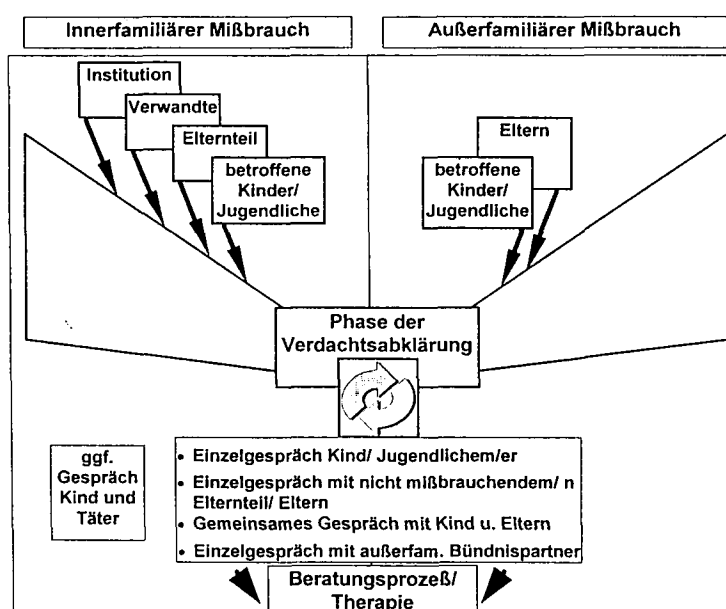 Innerfamiliärer Mißbrauch
Außerfamiliärer Mißbrauch
Institution
Verwandte
Elternteil
betroffene
Kinder/
Jugendliche
Eltern
betroffene
Kinder/
Jugendliche
Phase der
Verdachtsabklärung
ggf.
Gespräch
Kind und
Täter
• Einzelgespräch Kind/ Jugendlichem/er
• Einzelgespräch mit nicht mißbrauchendem/ n
Elternteil/ Eltern
• Gemeinsames Gespräch mit Kind u. Eltern
• Einzelgespräch mit außerfam. Bündnispartner
Beratungsprozeß/
Therapie